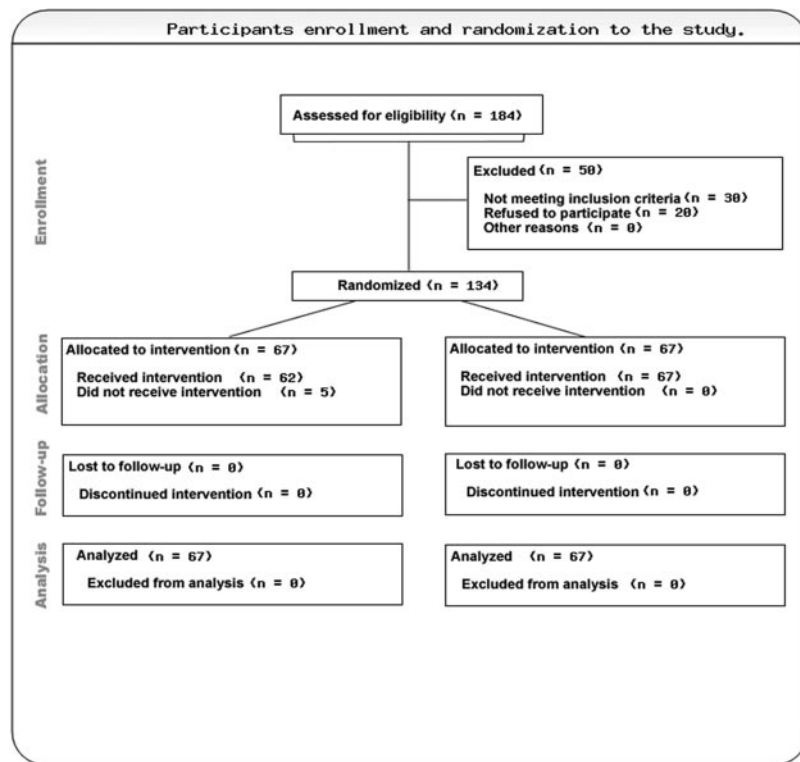 Participants enrollment and randomization to the study.
Assessed for eligibility (n = 184)
Enrollment
Excluded (n = 50)
Not meeting inclusion criteria (n = 30)
Refused to participate (n = 20)
Other reasons (n = 0)
Randomized (n = 134)
Allocation
Allocated to intervention (n = 67)
Received intervention (n = 62)
Did not receive intervention (n = 5)
Allocated to intervention (n = 67)
Received intervention (n = 67)
Did not receive intervention (n = 0)
Follow-up
Lost to follow-up (n = 0)
Discontinued intervention (n = 0)
Lost to follow-up (n = 0)
Discontinued intervention (n = 0)
Analysis
Analyzed (n = 67)
Excluded from analysis (n = 0)
Analyzed (n = 67)
Excluded from analysis (n = 0)